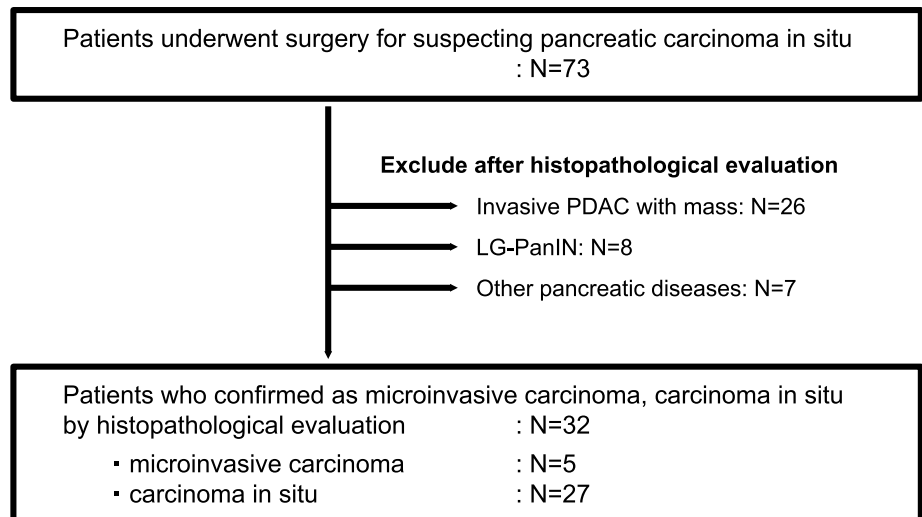 Patients underwent surgery for suspecting pancreatic carcinoma in situ
: N=73
Exclude after histopathological evaluation
Invasive PDAC with mass: N=26
LG-PanIN: N=8
Other pancreatic diseases: N=7
Patients who confirmed as microinvasive carcinoma, carcinoma in situ
by histopathological evaluation : N=32
・microinvasive carcinoma : N=5
・carcinoma in situ : N=27